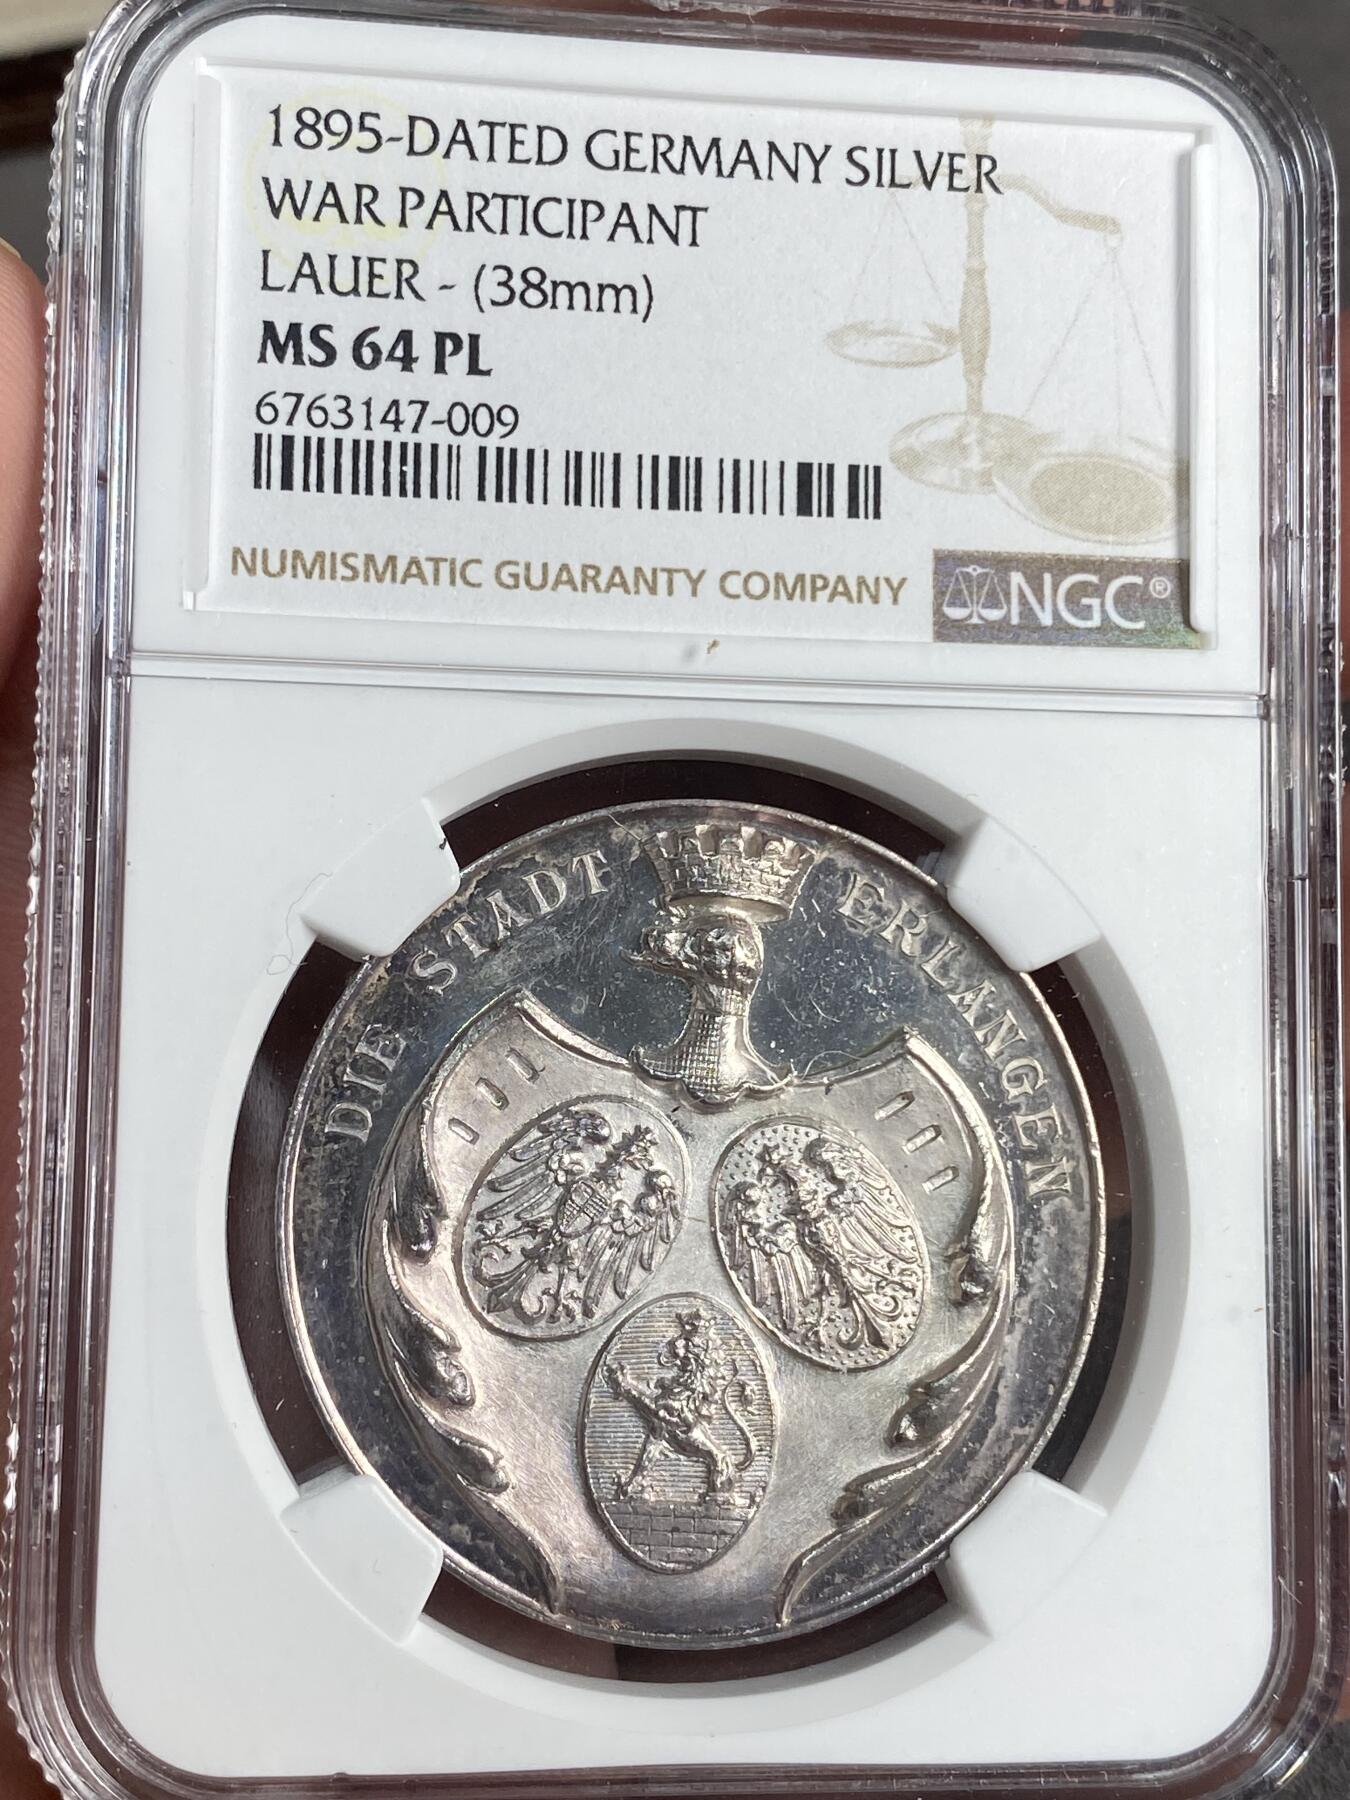 1895-DATED GERMANY SILVER
WAR PARTICIPANT
LAUER - (38mm)
MS 64 PL
6763147-009
NUMISMATIC GUARANTY COMPANY
NGC®
DIE STADT ERLANGEN